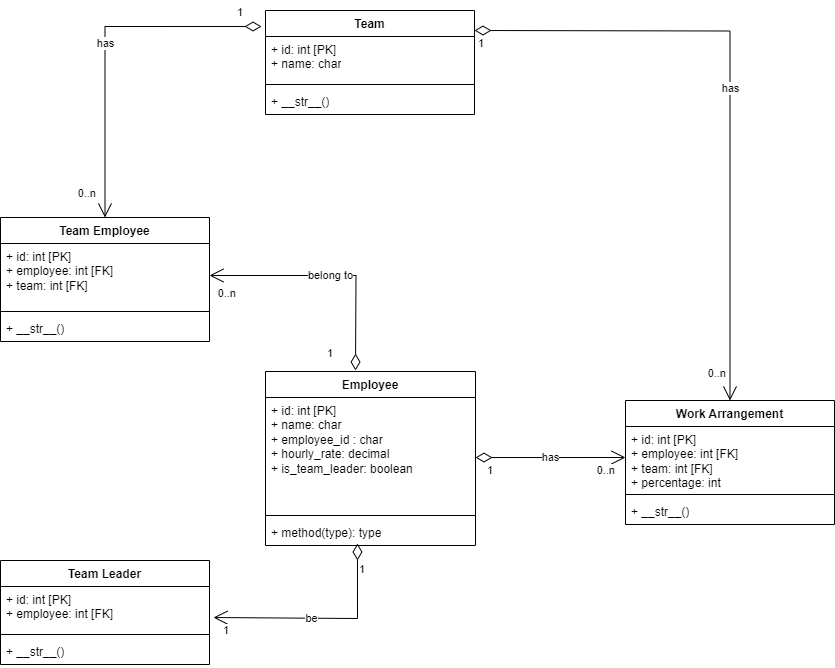 1
Team
has
+ id: int [PK]
+ name: char
+ __str__()
1
has
0..n
Team Employee
+ id: int [PK]
+ employee: int [FK]
+ team: int [FK]
+ __str__()
belong to
0..n
1
Employee
+ id: int [PK]
+ name: char
+ employee_id : char
+ hourly_rate: decimal
+ is_team_leader: boolean
+ method(type): type
1
has
0..n
0..n
Work Arrangement
+ id: int [PK]
+ employee: int [FK]
+ team: int [FK]
+ percentage: int
+ __str__()
1
be
1
Team Leader
+ id: int [PK]
+ employee: int [FK]
+ __str__()